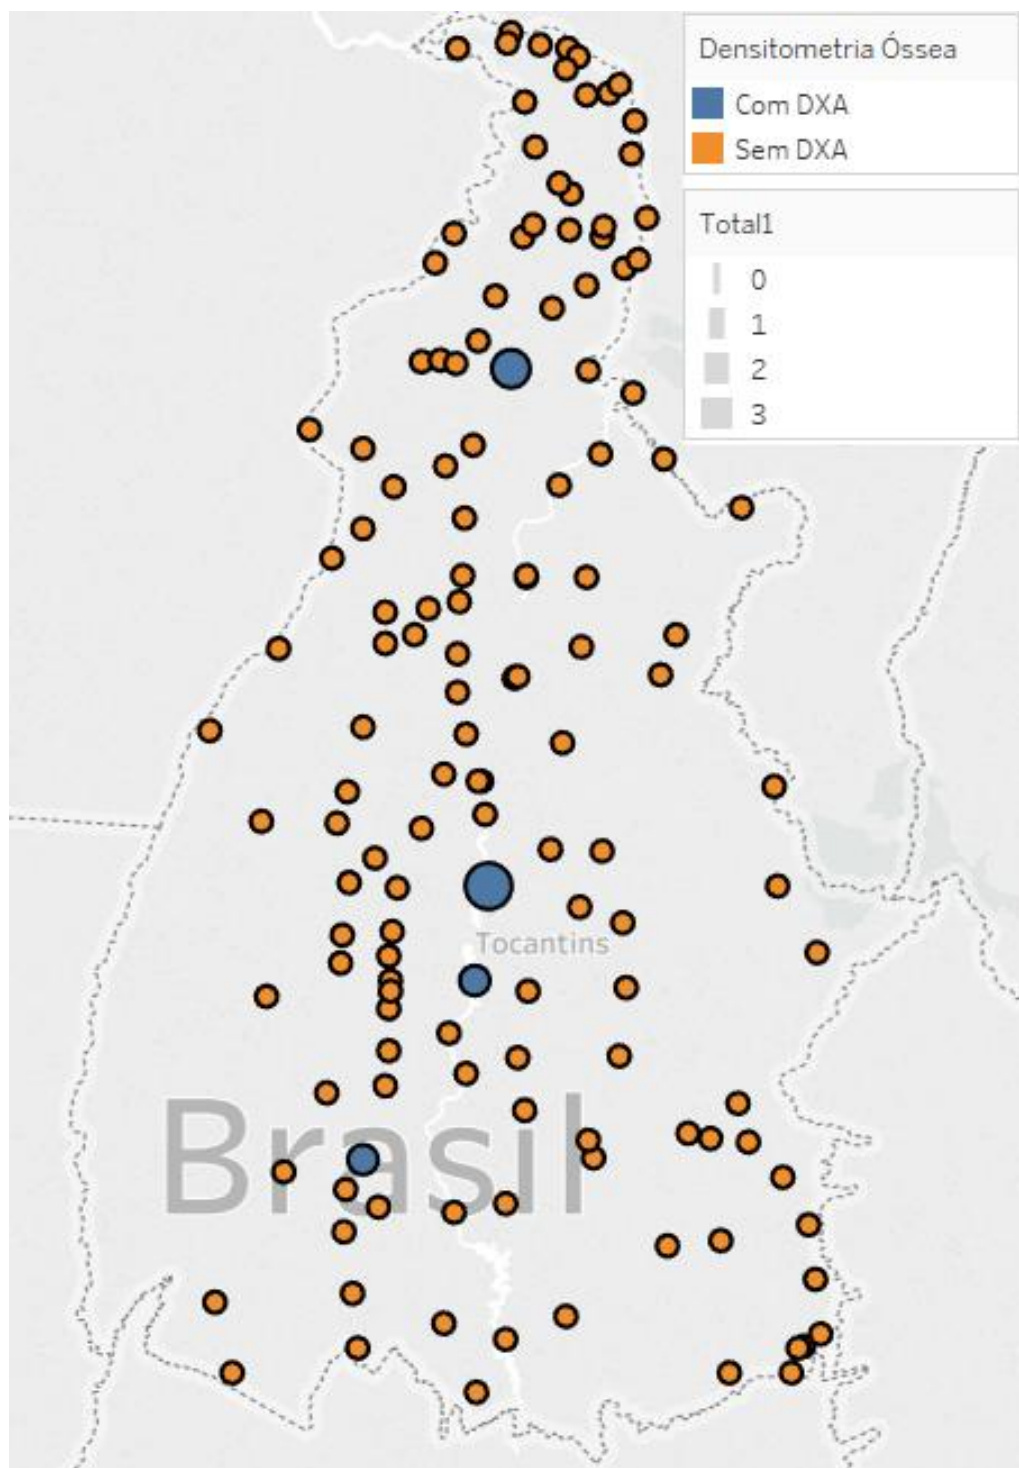 Densitometria Óssea
Com DXA
Sem DXA
Total1
0
1
2
3
Tocantins
Brasil